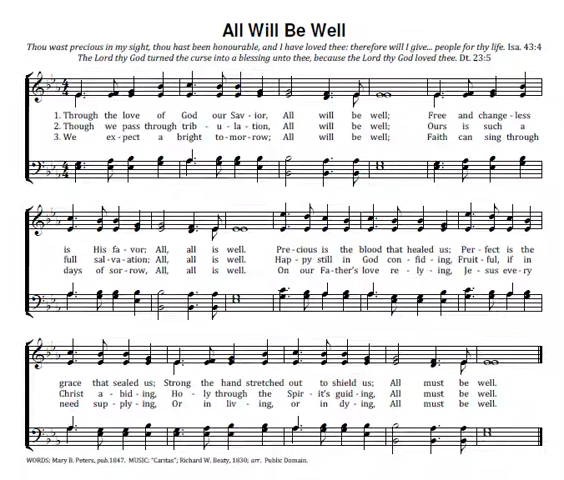 All Will Be Well
Thou wast precious in my sight, thou hast been honourable, and I have loved thee: therefore will I give... people for thy life. Isa. 43:4
The Lord thy God turned the curse into a blessing unto thee, because the Lord thy God loved thee. Dt. 23:5
1. Through the love of God our Sav - ior, All will be well; Free and change - less
2. Though we pass through trib - u - la - tion, All will be well; Ours is such a
3. We ex - pect a bright to - mor - row; All will be well; Faith can sing through
is His fa - vor; All, all is well. Pre - cious is the blood that healed us; Per - fect is the
full sal - va - tion; All, all is well. Hap - py still in God con - fid - ing, Fruit - ful, if in
days of sor - row, All, all is well. On our Fa - ther's love re - ly - ing, Je - sus eve - ry
grace that sealed us; Strong the hand stretched out to shield us; All must be well.
Christ a - bid - ing, Ho - ly through the Spir - it's guid - ing, All must be well.
need sup - ply - ing, Or in liv - ing, or in dy - ing, All must be well.
WORDS: Mary B. Peters, pub.1847. MUSIC: "Caritas"; Richard W. Beaty, 1830; arr. Public Domain.